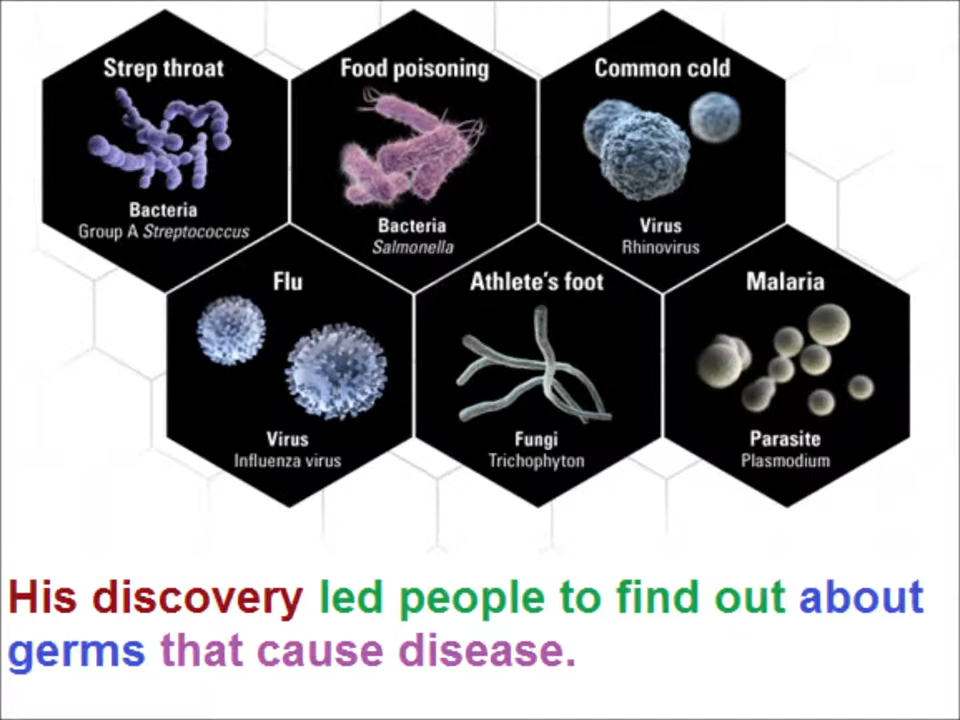 Strep throat
Bacteria
Group A Streptococcus
Food poisoning
Bacteria
Salmonella
Common cold
Virus
Rhinovirus
Flu
Virus
Influenza virus
Athlete's foot
Fungi
Trichophyton
Malaria
Parasite
Plasmodium
His discovery led people to find out about
germs that cause disease.